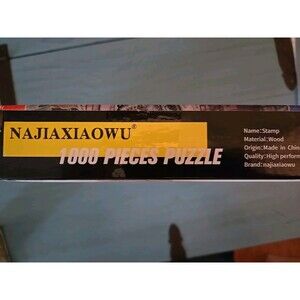 NAJIAXIAOWU®
1000 PIECES PUZZLE
Name:Stamp
Material:Wood
Origin:Made in Chin
Quality:High perform
Brand:najiaxiaowu